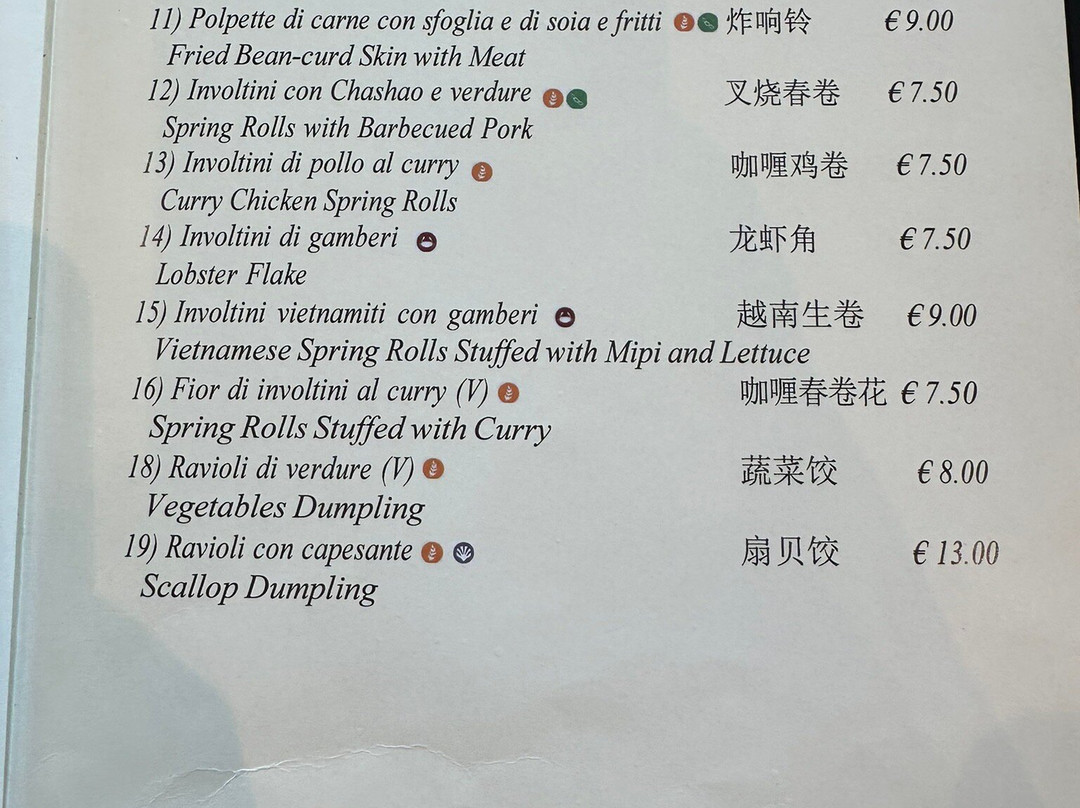 11) Polpette di carne con sfoglia e di soia e fritti 炸响铃 € 9.00
Fried Bean-curd Skin with Meat
12) Involtini con Chashao e verdure 叉烧春卷 € 7.50
Spring Rolls with Barbecued Pork
13) Involtini di pollo al curry 咖喱鸡卷 € 7.50
Curry Chicken Spring Rolls
14) Involtini di gamberi 龙虾角 € 7.50
Lobster Flake
15) Involtini vietnamiti con gamberi 越南生卷 € 9.00
Vietnamese Spring Rolls Stuffed with Mipi and Lettuce
16) Fior di involtini al curry (V) 咖喱春卷花 € 7.50
Spring Rolls Stuffed with Curry
18) Ravioli di verdure (V) 蔬菜饺 € 8.00
Vegetables Dumpling
19) Ravioli con capesante 扇贝饺 € 13.00
Scallop Dumpling